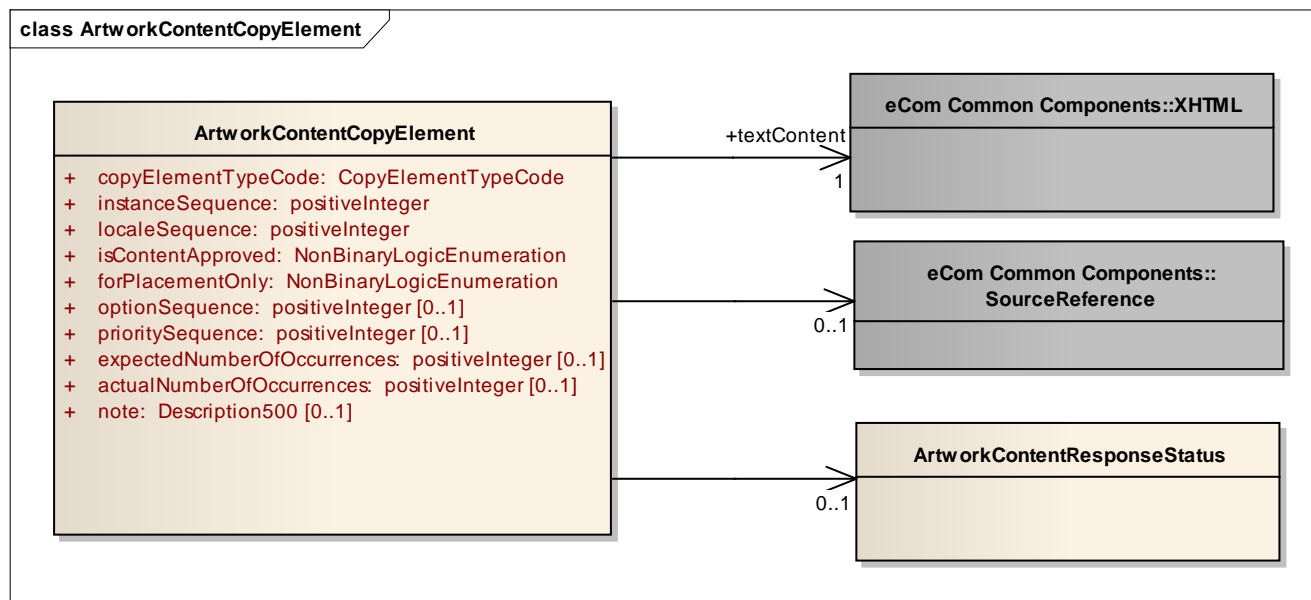 class ArtworkContentCopyElement
ArtworkContentCopyElement
+ copyElementTypeCode: CopyElementTypeCode
+ instanceSequence: positiveInteger
+ localeSequence: positiveInteger
+ isContentApproved: NonBinaryLogicEnumeration
+ forPlacementOnly: NonBinaryLogicEnumeration
+ optionSequence: positiveInteger [0..1]
+ prioritySequence: positiveInteger [0..1]
+ expectedNumberOfOccurrences: positiveInteger [0..1]
+ actualNumberOfOccurrences: positiveInteger [0..1]
+ note: Description500 [0..1]
+textContent
1
eCom Common Components::XHTML
0..1
eCom Common Components::
SourceReference
0..1
ArtworkContentResponseStatus